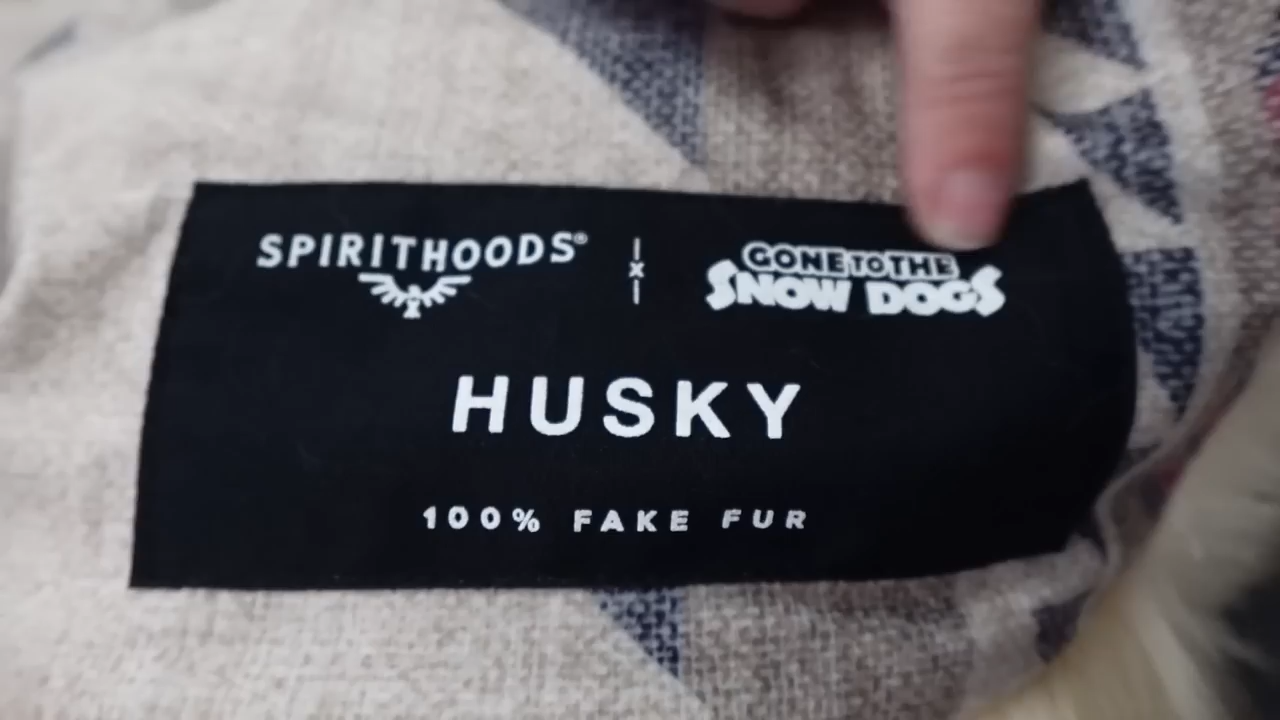 SPIRITHOODS®
X
GONE TO THE
SNOW DOGS
HUSKY
100% FAKE FUR